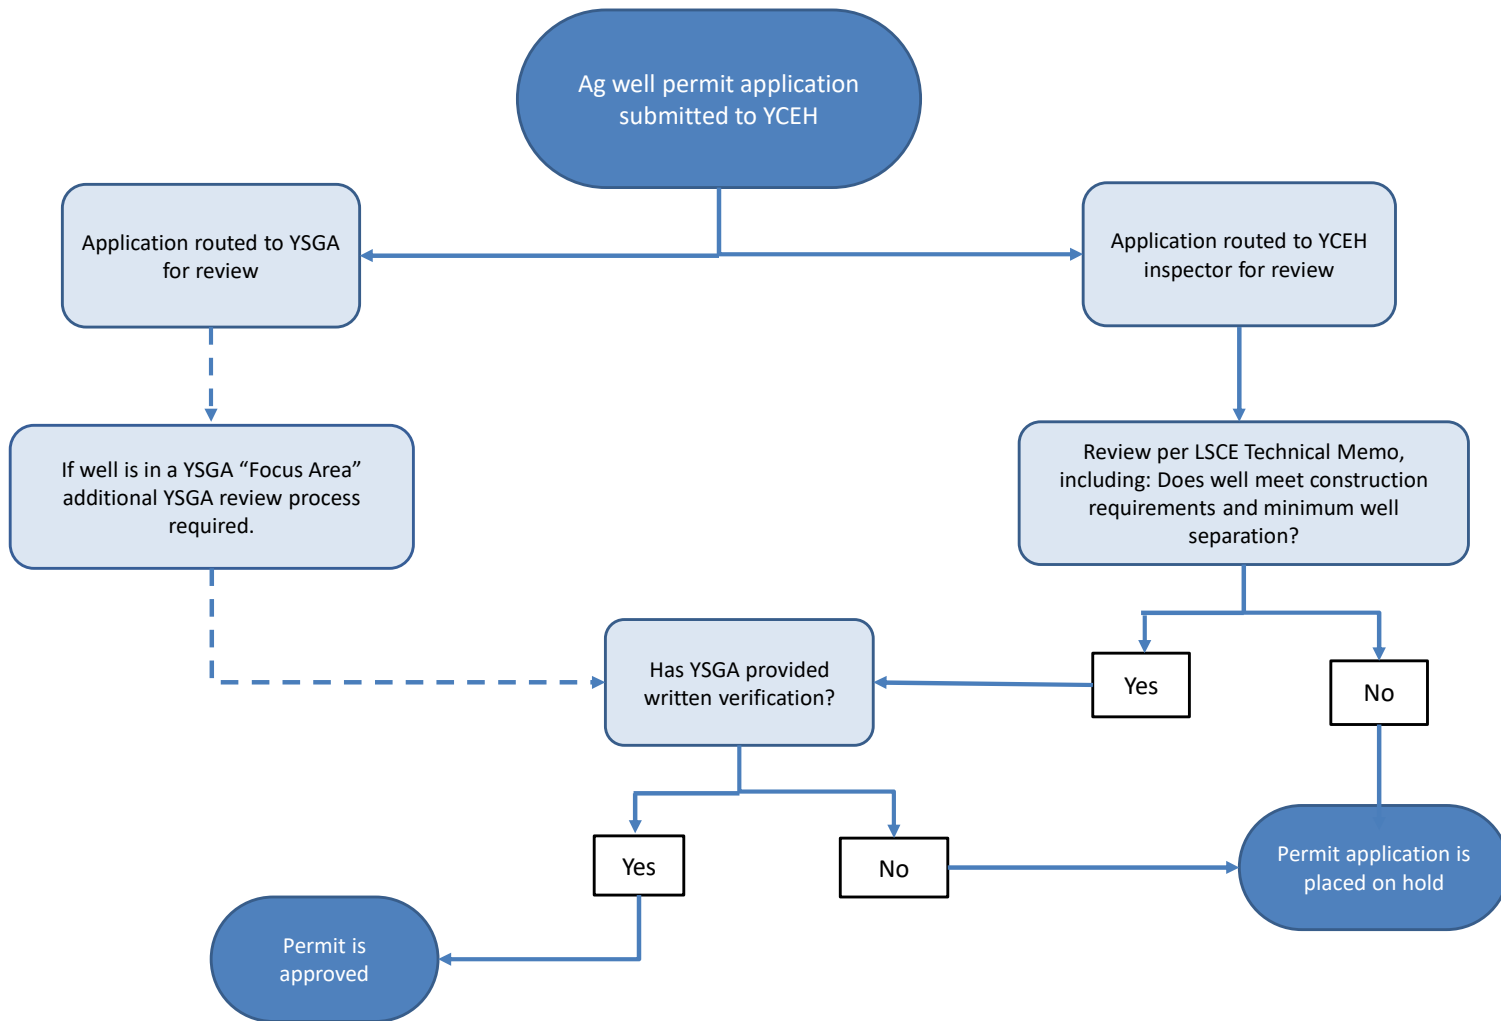 Ag well permit application
submitted to YCEH
Application routed to YSGA
for review
Application routed to YCEH
inspector for review
If well is in a YSGA “Focus Area”
additional YSGA review process
required.
Review per LSCE Technical Memo,
including: Does well meet construction
requirements and minimum well
separation?
Has YSGA provided
written verification?
Yes
No
Yes
No
Permit application is
placed on hold
Permit is
approved